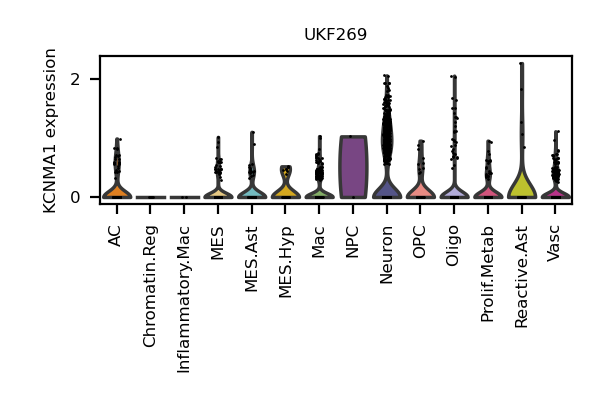 UKF269
KCNMA1 expression
2
0
AC
Chromatin.Reg
Inflammatory.Mac
MES
MES.Ast
MES.Hyp
Mac
NPC
Neuron
OPC
Oligo
Prolif.Metab
Reactive.Ast
Vasc